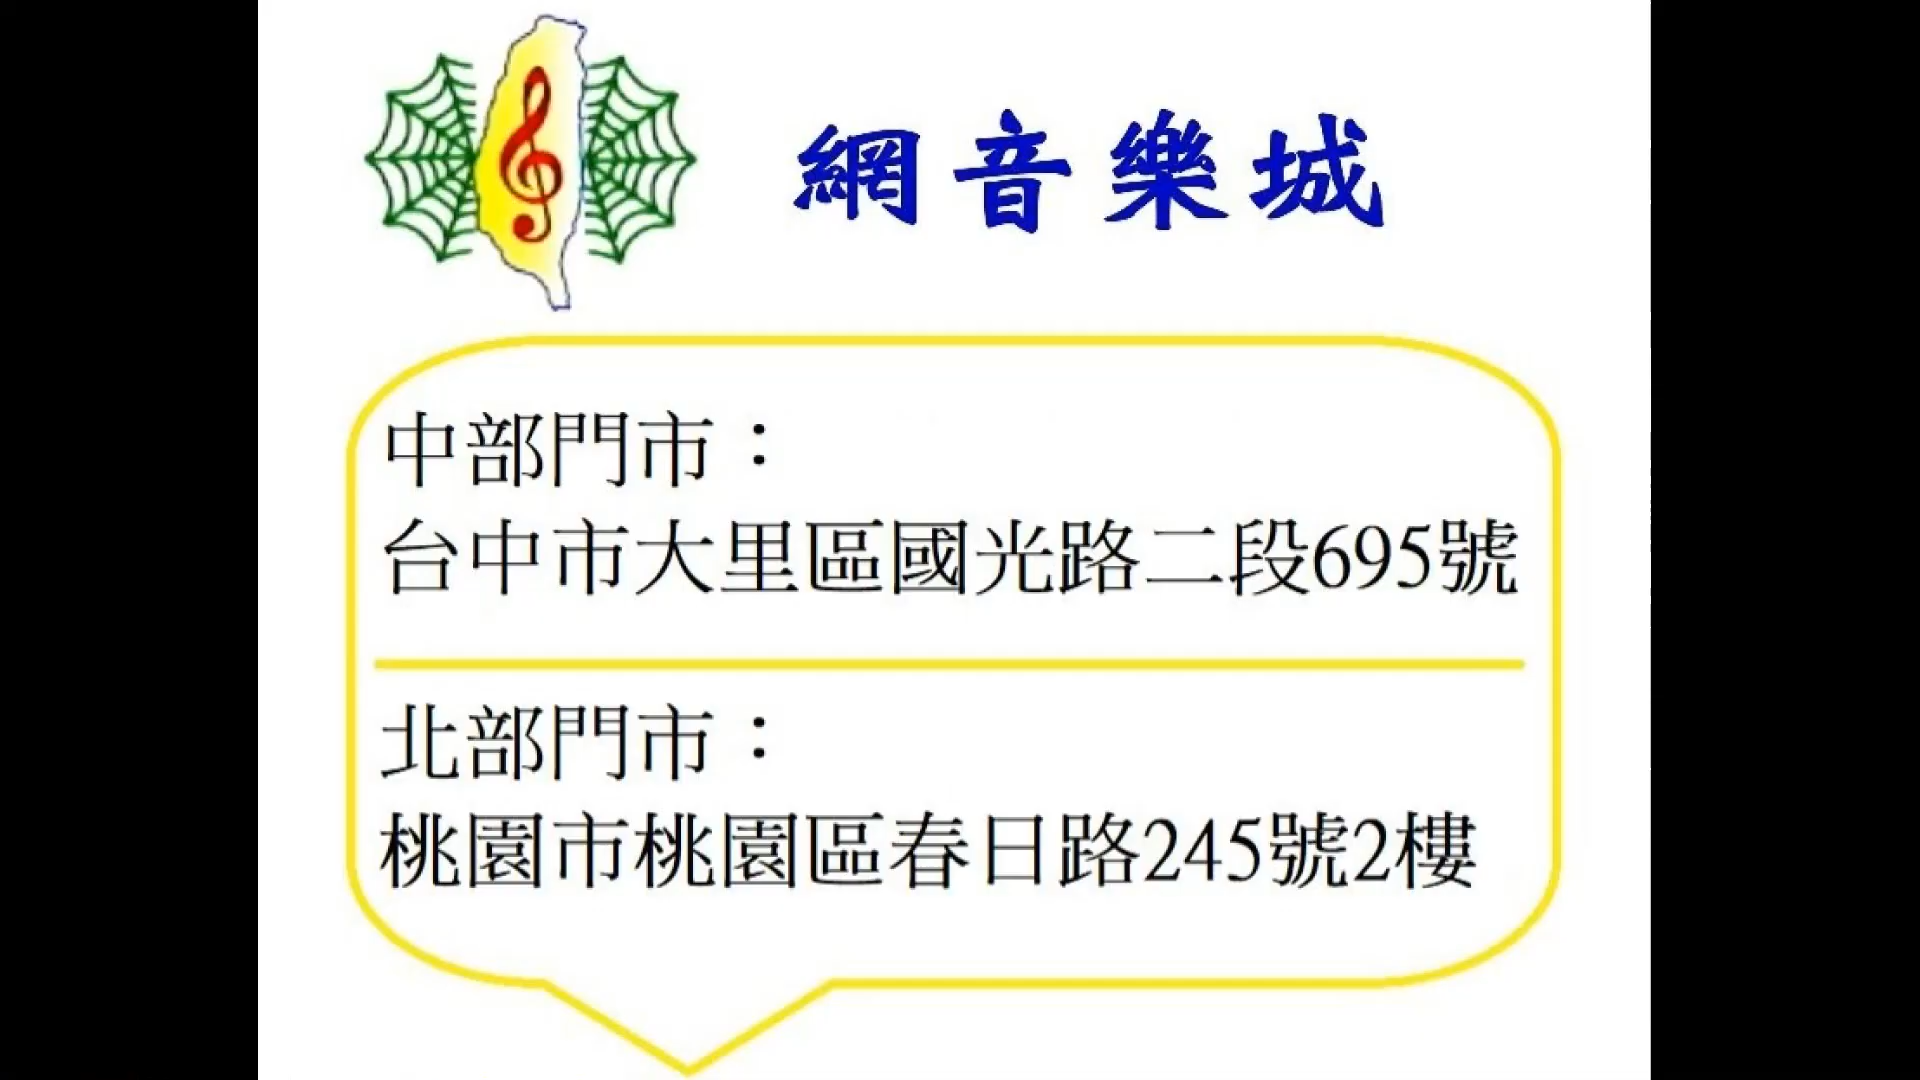 網音樂城
中部門市：
台中市大里區國光路二段695號
北部門市：
桃園市桃園區春日路245號2樓